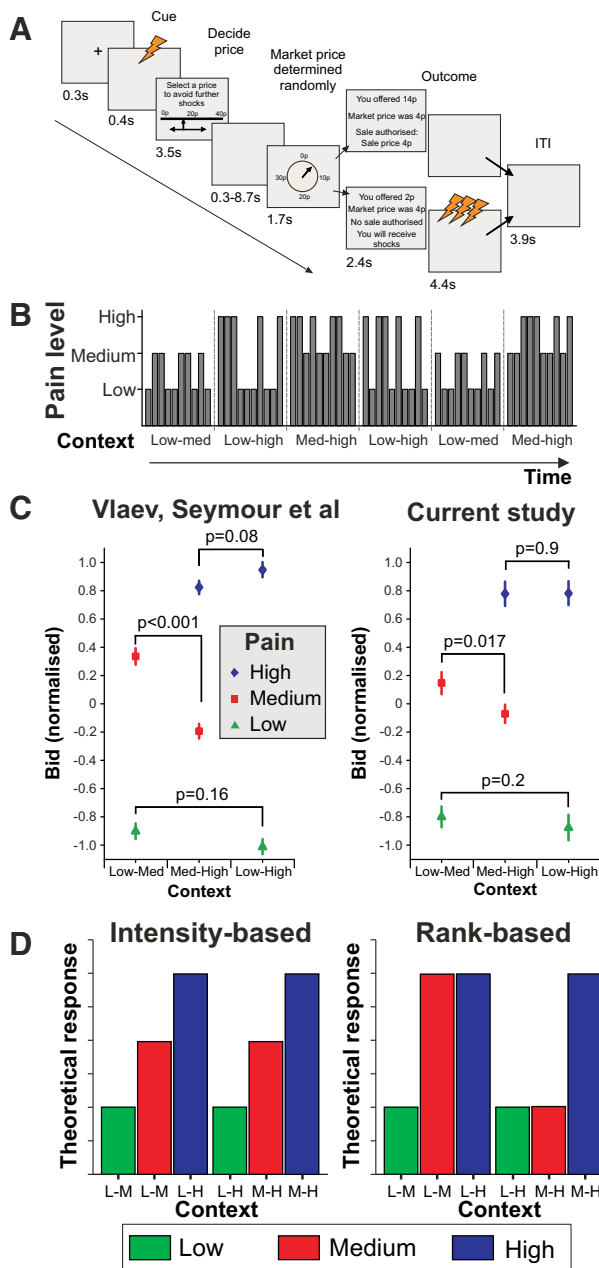 A
Cue
Decide
price
Market price
determined
randomly
Outcome
ITI
+
0.3s
0.4s
Select a price
to avoid further
shocks
0p 20p 40p
3.5s
0.3-8.7s
0p
30p 10p
20p
1.7s
You offered 14p
Market price was 4p
Sale authorised:
Sale price 4p
You offered 2p
Market price was 4p
No sale authorised
You will receive
shocks
2.4s
4.4s
3.9s
B
Pain level
High
Medium
Low
Context
Low-med Low-high Med-high Low-high Low-med Med-high
Time
C
Vlaev, Seymour et al
Bid (normalised)
1.0
0.8
0.6
0.4
0.2
0
-0.2
-0.4
-0.6
-0.8
-1.0
p=0.08
p<0.001
p=0.16
Low-Med Med-High Low-High
Context
Pain
High
Medium
Low
Current study
Bid (normalised)
1.0
0.8
0.6
0.4
0.2
0
-0.2
-0.4
-0.6
-0.8
-1.0
p=0.9
p=0.017
p=0.2
Low-Med Med-High Low-High
Context
D
Intensity-based
Theoretical response
L-M L-M L-H L-H M-H M-H
Context
Rank-based
Theoretical response
L-M L-M L-H L-H M-H M-H
Context
Low Medium High